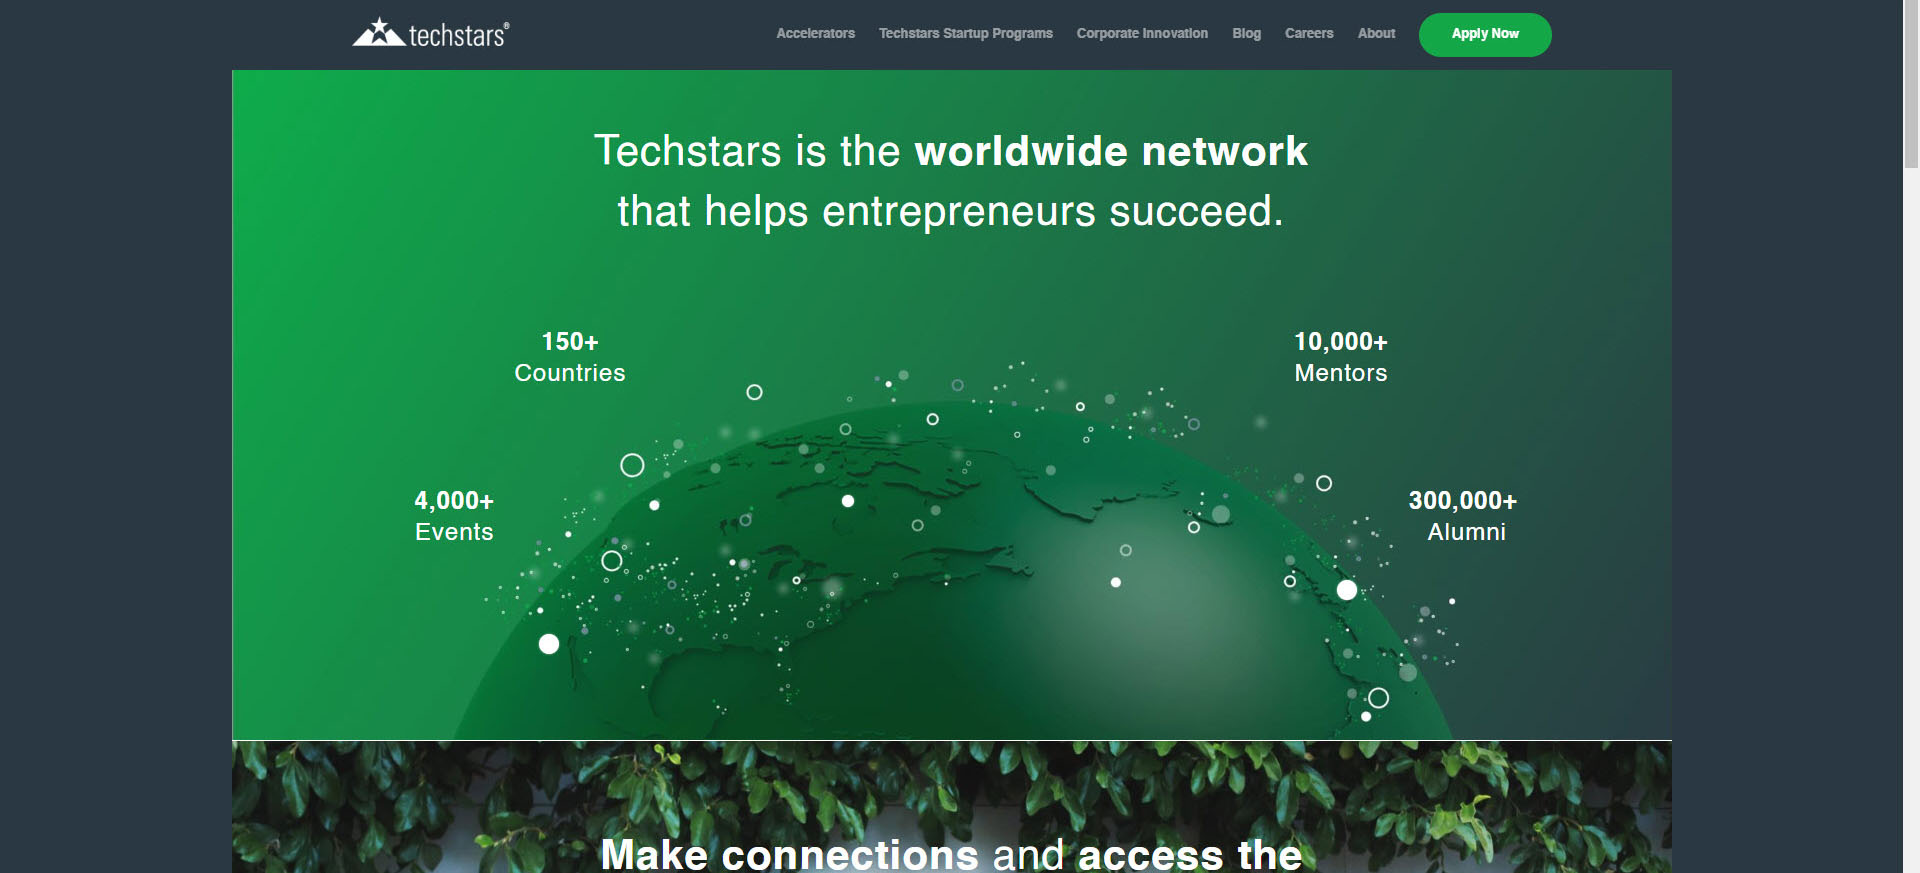 techstars®
Accelerators
Techstars Startup Programs
Corporate Innovation
Blog
Careers
About
Apply Now
Techstars is the worldwide network
that helps entrepreneurs succeed.
150+
Countries
10,000+
Mentors
4,000+
Events
300,000+
Alumni
Make connections and access the